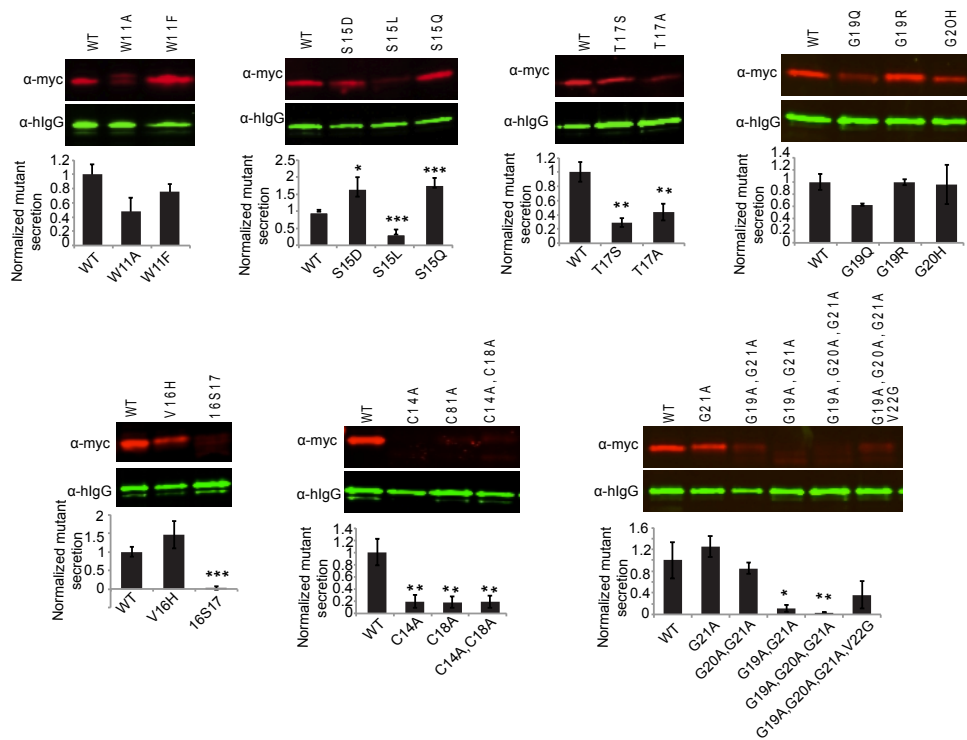 WT W11A W11F
α-myc
α-hIgG
Normalized mutant
secretion
1.2
1
0.8
0.6
0.4
0.2
0
WT W11A W11F
WT S15D S15L S15Q
α-myc
α-hIgG
Normalized mutant
secretion
2.5
2
1.5
1
0.5
0
* *** ***
WT S15D S15L S15Q
WT T17S T17A
α-myc
α-hIgG
Normalized mutant
secretion
1.2
1
0.8
0.6
0.4
0.2
0
** **
WT T17S T17A
WT G19Q G19R G20H
α-myc
α-hIgG
Normalized mutant
secretion
1.2
1
0.8
0.6
0.4
0.2
0
WT G19Q G19R G20H
WT V16H 16S17
α-myc
α-hIgG
Normalized mutant
secretion
2
1.5
1
0.5
0
***
WT V16H 16S17
WT C14A C81A C14A, C18A
α-myc
α-hIgG
Normalized mutant
secretion
1.4
1.2
1
0.8
0.6
0.4
0.2
0
** ** **
WT C14A C18A C14A,C18A
WT G21A G19A, G21A G19A, G21A G19A, G20A, G21A G19A, G20A, G21A
V22G
α-myc
α-hIgG
Normalized mutant
secretion
1.6
1.2
0.8
0.4
0
* **
WT G21A G20A,G21A G19A,G21A G19A,G20A,G21A G19A,G20A,G21A,V22G